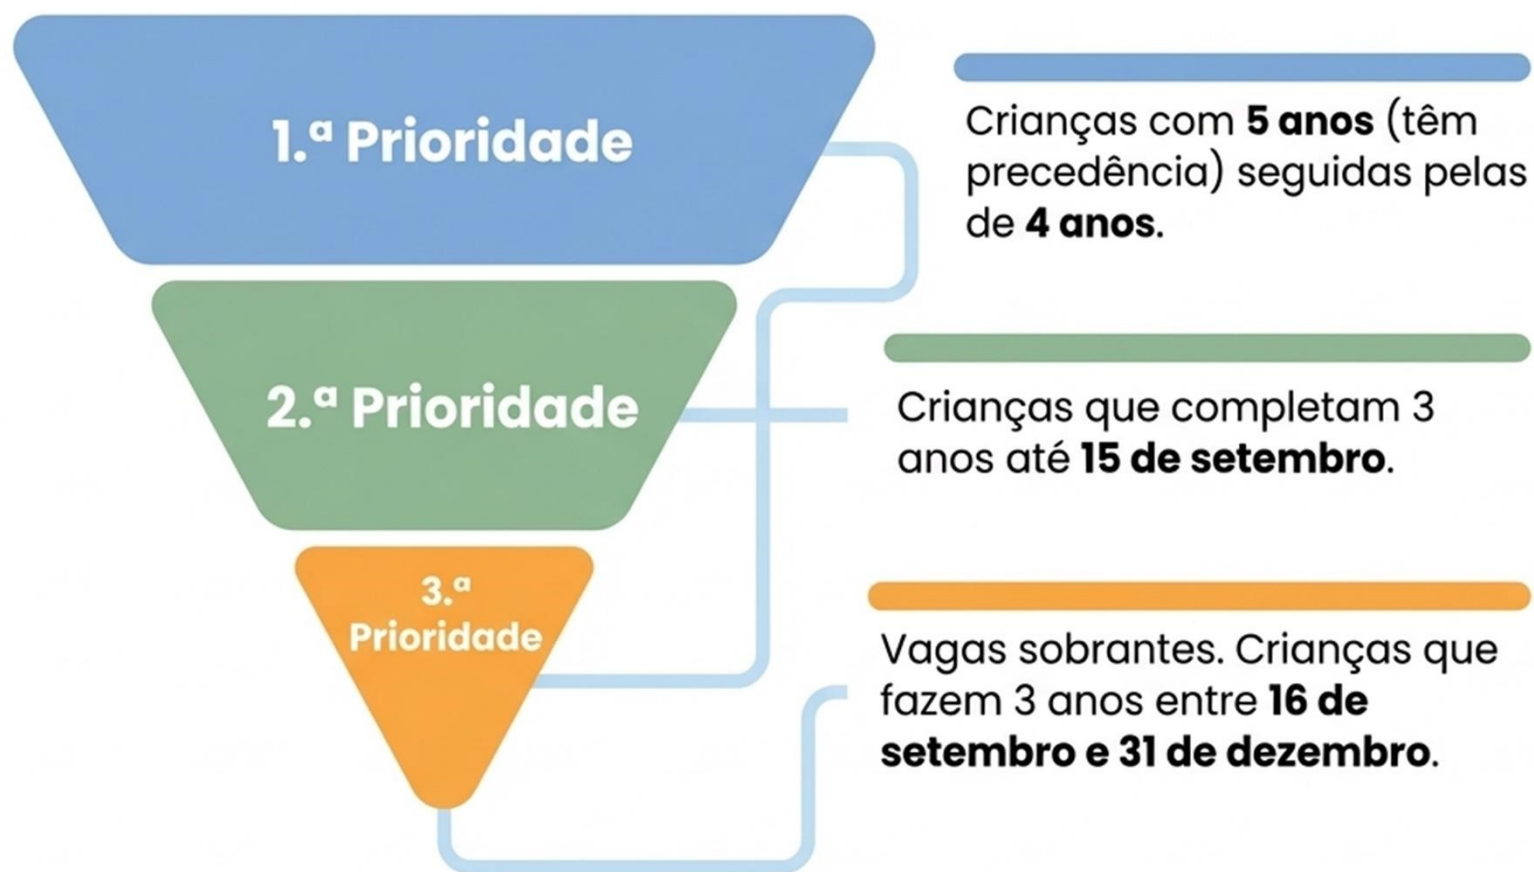 1.ª Prioridade
Crianças com 5 anos (têm
precedência) seguidas pelas
de 4 anos.
2.ª Prioridade
Crianças que completam 3
anos até 15 de setembro.
3.ª
Prioridade
Vagas sobrantes. Crianças que
fazem 3 anos entre 16 de
setembro e 31 de dezembro.